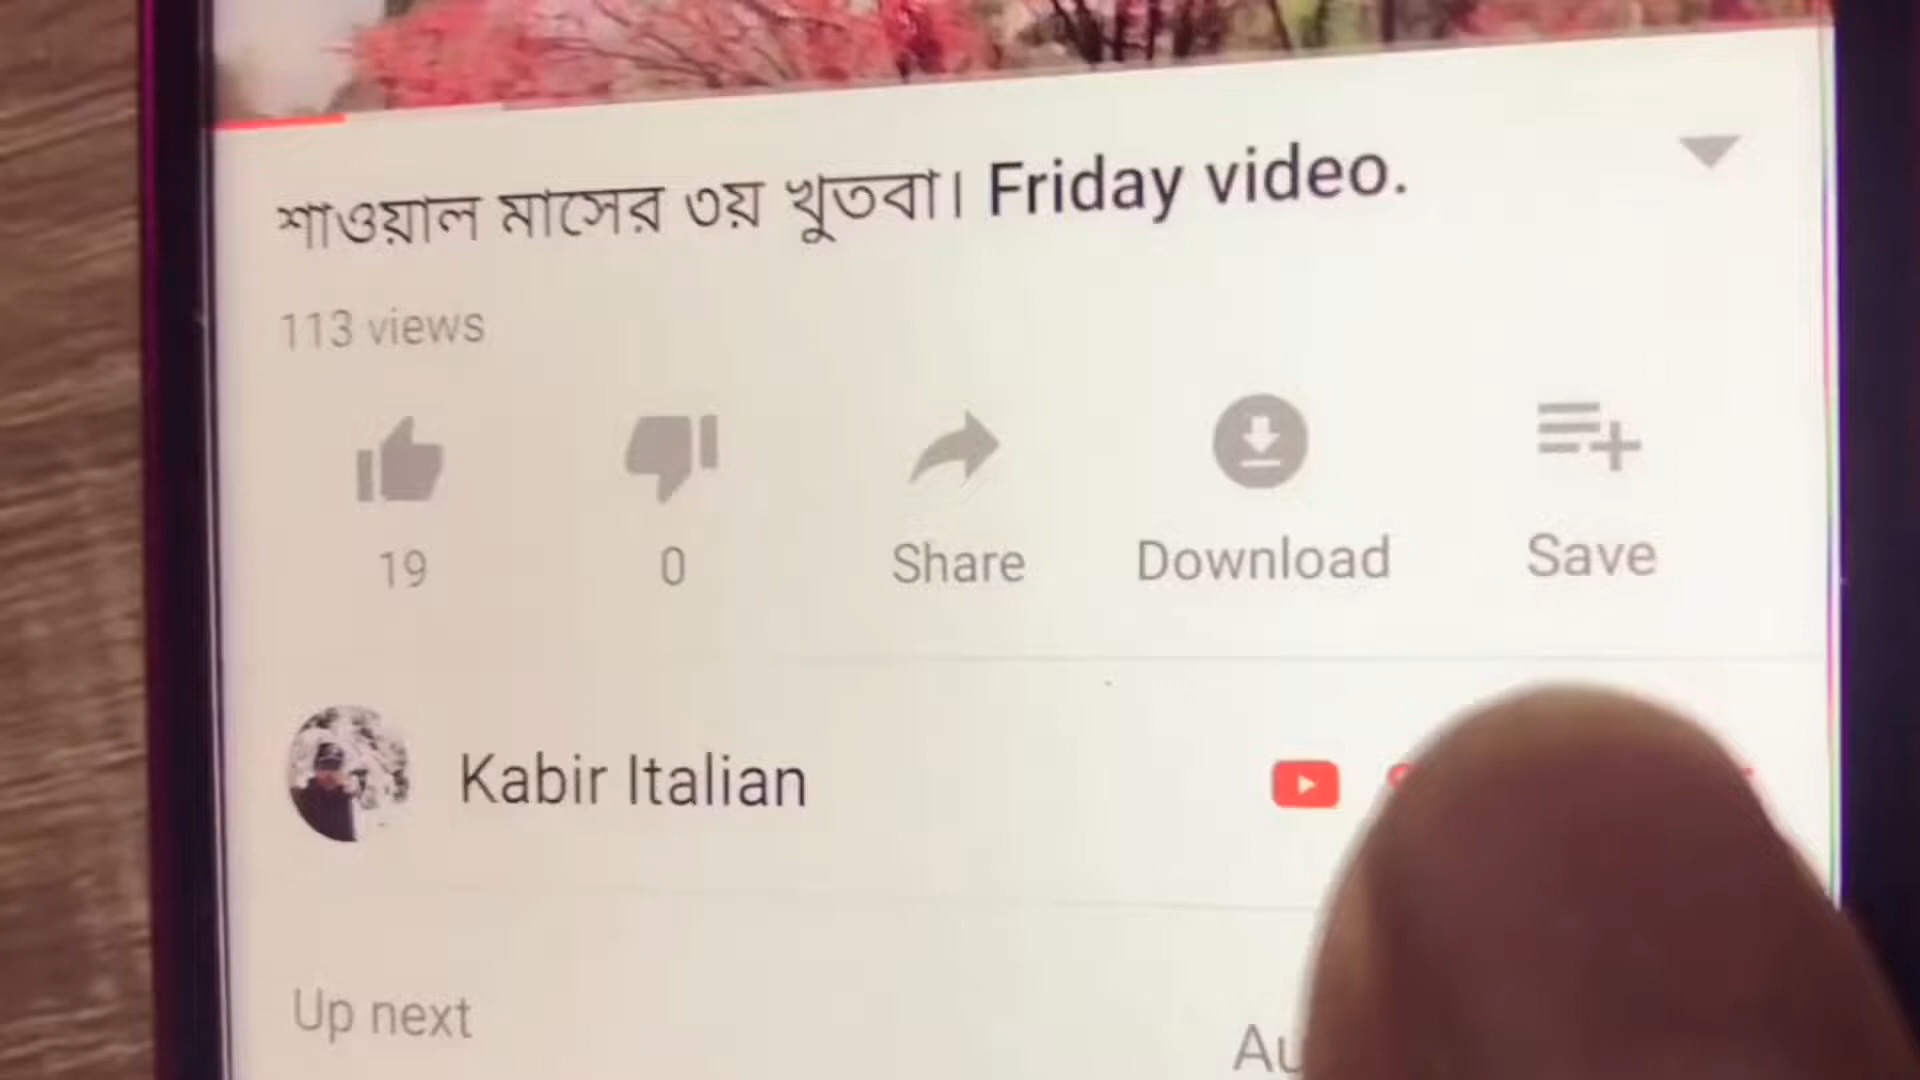 শাওয়াল মাসের ৩য় খুতবা। Friday video.
113 views
19
0
Share
Download
Save
Kabir Italian
Up next